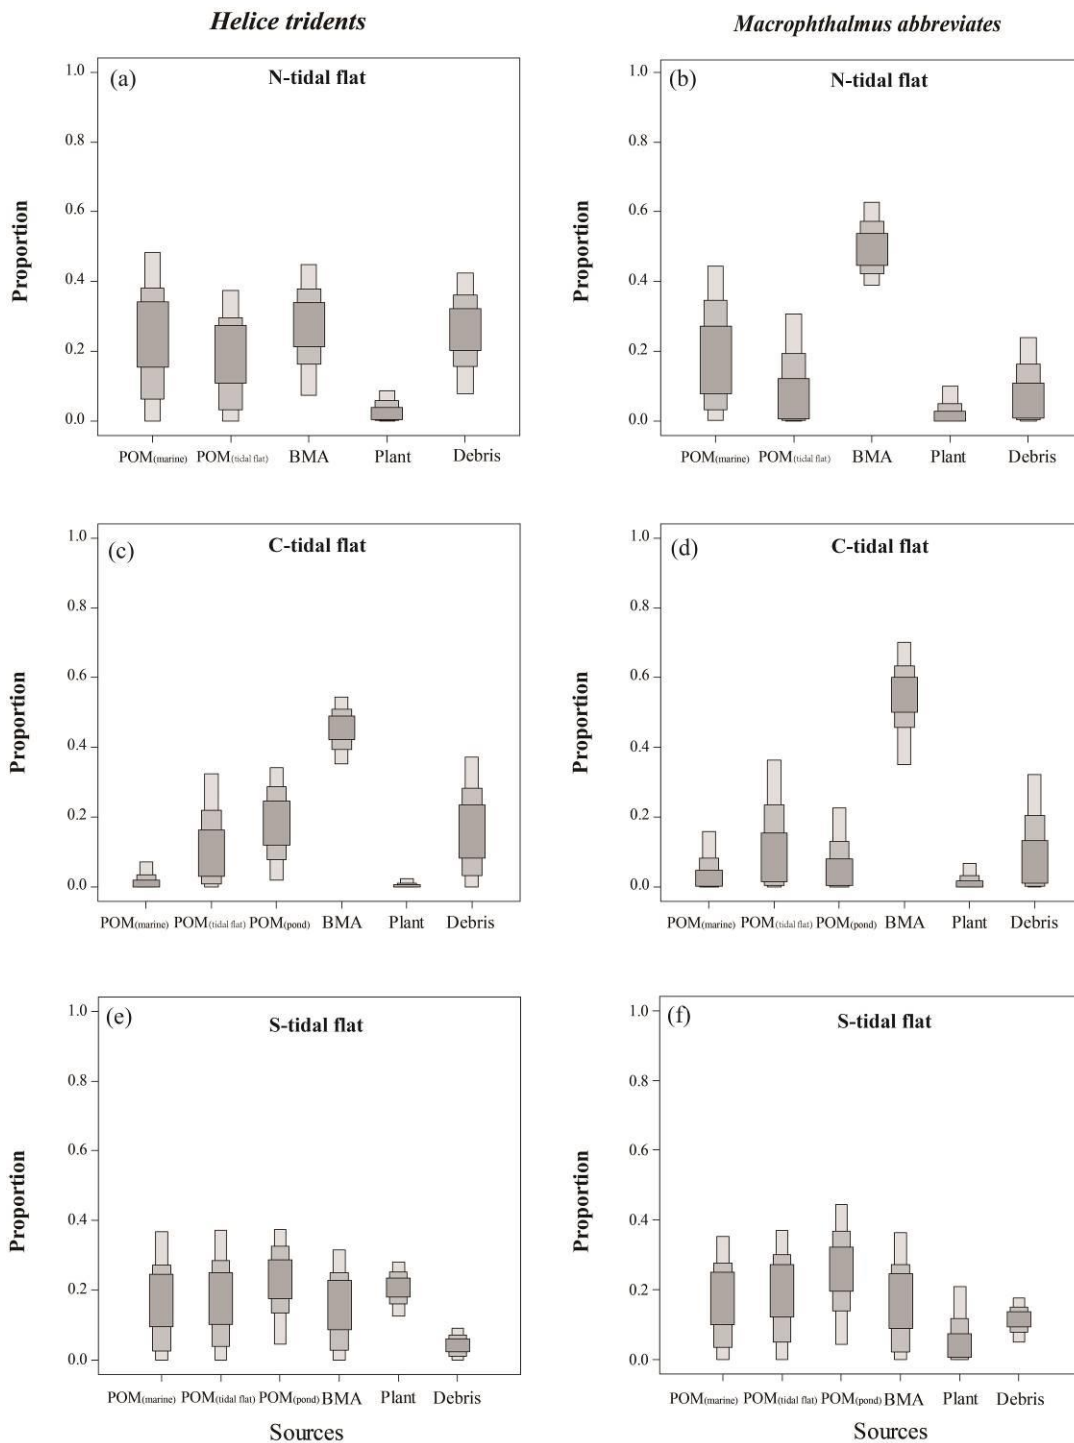 Helice tridents
Macrophthalmus abbreviates
(a)
N-tidal flat
1.0
0.8
0.6
0.4
0.2
0.0
Proportion
POM(marine) POM(tidal flat) BMA Plant Debris
(b)
N-tidal flat
1.0
0.8
0.6
0.4
0.2
0.0
Proportion
POM(marine) POM(tidal flat) BMA Plant Debris
(c)
C-tidal flat
1.0
0.8
0.6
0.4
0.2
0.0
Proportion
POM(marine) POM(tidal flat) POM(pond) BMA Plant Debris
(d)
C-tidal flat
1.0
0.8
0.6
0.4
0.2
0.0
Proportion
POM(marine) POM(tidal flat) POM(pond) BMA Plant Debris
(e)
S-tidal flat
1.0
0.8
0.6
0.4
0.2
0.0
Proportion
POM(marine) POM(tidal flat) POM(pond) BMA Plant Debris
Sources
(f)
S-tidal flat
1.0
0.8
0.6
0.4
0.2
0.0
Proportion
POM(marine) POM(tidal flat) POM(pond) BMA Plant Debris
Sources